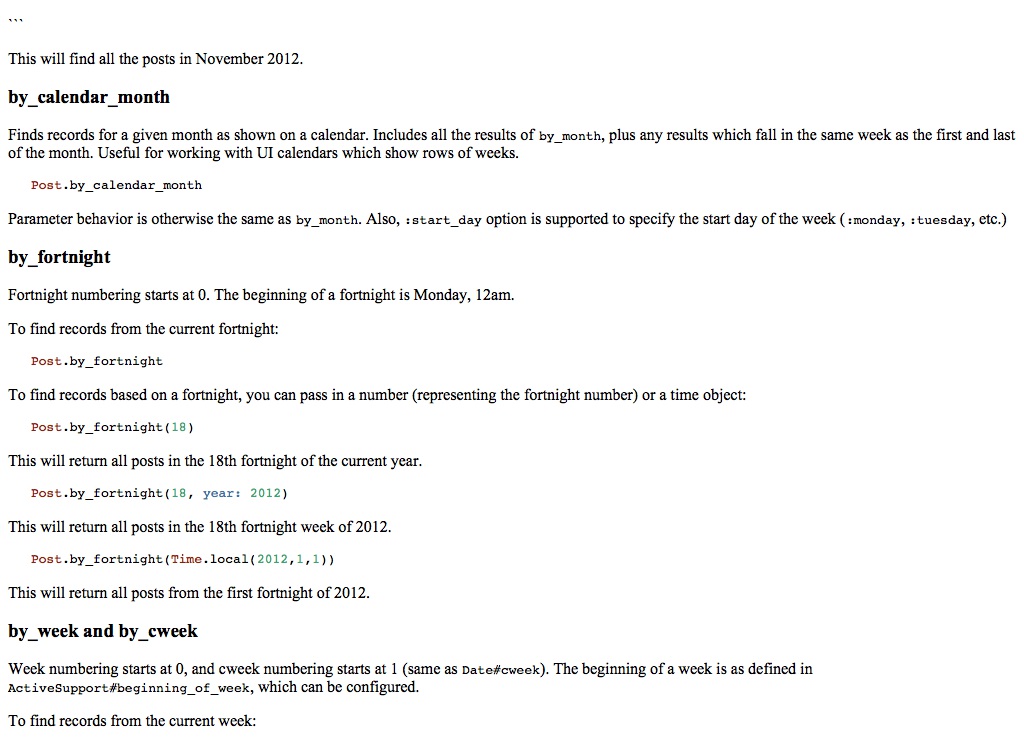 ```
This will find all the posts in November 2012.
by_calendar_month
Finds records for a given month as shown on a calendar. Includes all the results of by_month, plus any results which fall in the same week as the first and last
of the month. Useful for working with UI calendars which show rows of weeks.
Post.by_calendar_month
Parameter behavior is otherwise the same as by_month. Also, :start_day option is supported to specify the start day of the week (:monday, :tuesday, etc.)
by_fortnight
Fortnight numbering starts at 0. The beginning of a fortnight is Monday, 12am.
To find records from the current fortnight:
Post.by_fortnight
To find records based on a fortnight, you can pass in a number (representing the fortnight number) or a time object:
Post.by_fortnight(18)
This will return all posts in the 18th fortnight of the current year.
Post.by_fortnight(18, year: 2012)
This will return all posts in the 18th fortnight week of 2012.
Post.by_fortnight(Time.local(2012,1,1))
This will return all posts from the first fortnight of 2012.
by_week and by_cweek
Week numbering starts at 0, and cweek numbering starts at 1 (same as Date#cweek). The beginning of a week is as defined in
ActiveSupport#beginning_of_week, which can be configured.
To find records from the current week: